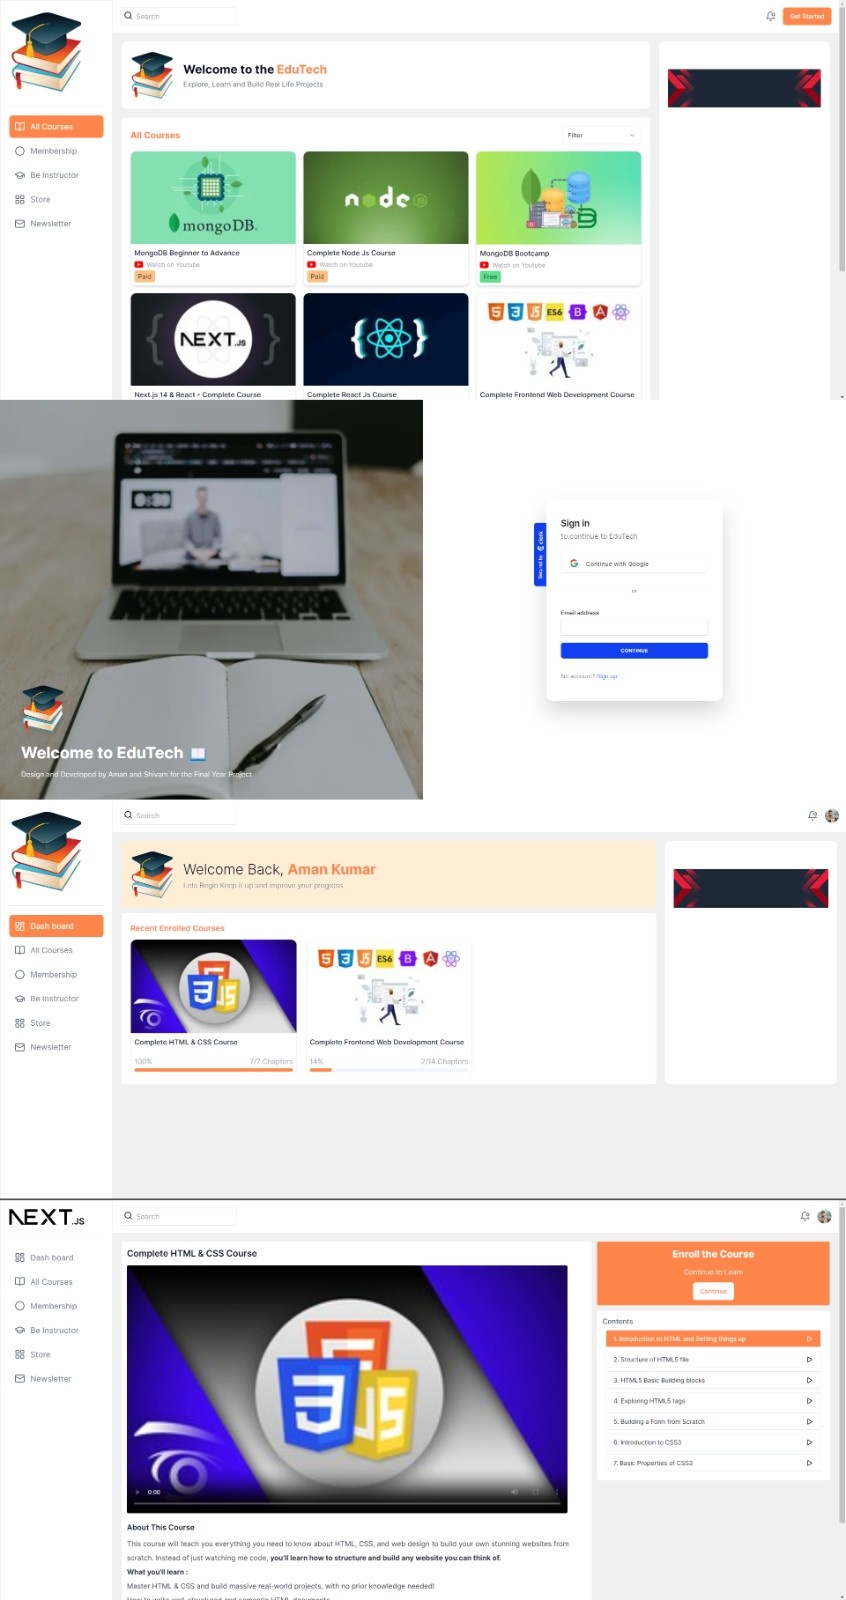 Search
Get Started
Welcome to the EduTech
Explore, Learn and Build Real Life Projects
All Courses
Membership
Be Instructor
Store
Newsletter
All Courses
Filter
mongoDB.
node
JS
MongoDB Beginner to Advance
Watch on Youtube
Paid
Complete Node Js Course
Watch on Youtube
Paid
MongoDB Bootcamp
Watch on Youtube
Free
NEXT.JS
ES6
Next.js 14 & React - Complete Course
Complete React Js Course
Complete Frontend Web Development Course
0:39
Welcome to EduTech
Design and Developed by Aman and Shivam for the Final Year Project
Sign in
to continue to EduTech
Secured by clerk
Continue with Google
or
Email address
CONTINUE
No account? Sign up
Search
Welcome Back, Aman Kumar
Lets Begin Keep it up and improve your progress
Dash board
All Courses
Membership
Be Instructor
Store
Newsletter
Recent Enrolled Courses
JS
ES6
Complete HTML & CSS Course
100%
7/7 Chapters
Complete Frontend Web Development Course
14%
2/14 Chapters
NEXT.JS
Search
Dash board
All Courses
Membership
Be Instructor
Store
Newsletter
Complete HTML & CSS Course
JS
0:00
About This Course
This course will teach you everything you need to know about HTML, CSS, and web design to build your own stunning websites from
scratch. Instead of just watching me code, you'll learn how to structure and build any website you can think of.
What you'll learn :
Master HTML & CSS and build massive real-world projects, with no prior knowledge needed!
How to write well-structured and semantic HTML documents
Enroll the Course
Continue to Learn
Continue
Contents
1. Introduction to HTML and Setting things up
2. Structure of HTML5 file
3. HTML5 Basic Building blocks
4. Exploring HTML5 tags
5. Building a Form from Scratch
6. Introduction to CSS3
7. Basic Properties of CSS3